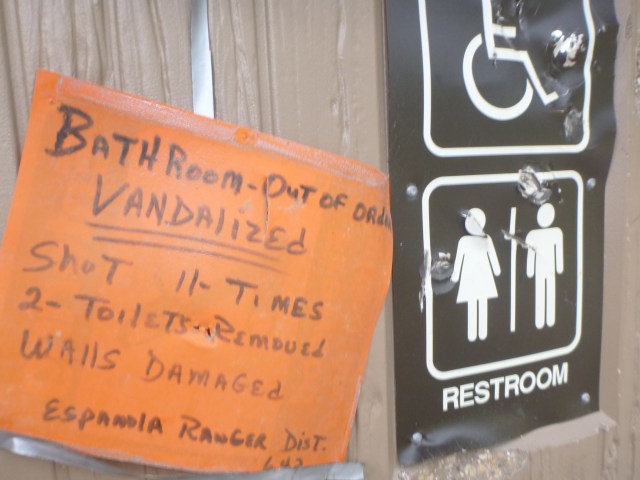 BATHROOM-OUT OF ORDER
VANDALIZED
SHOT 11-TIMES
2-TOILETS-REMOVED
WALLS DAMAGED
ESPANOLA RANGER DIST.
RESTROOM